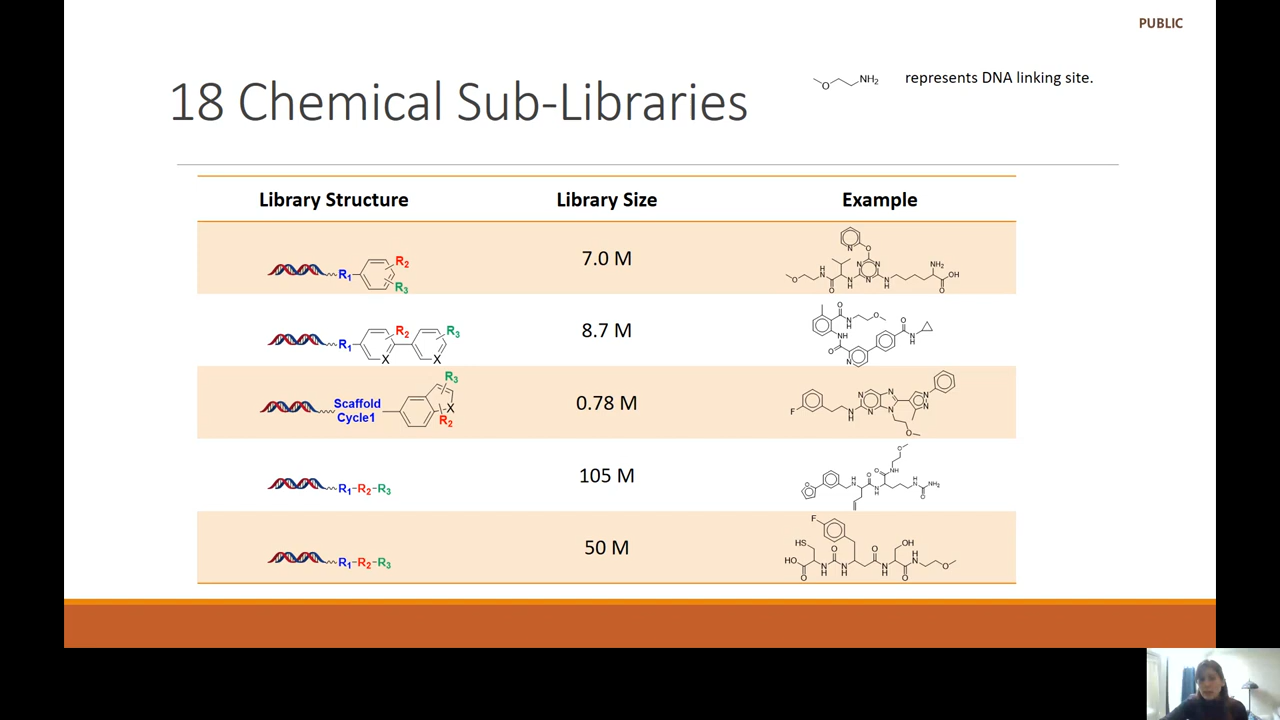 PUBLIC
18 Chemical Sub-Libraries
NH2
O
represents DNA linking site.
Library Structure Library Size Example
R1 R2 R3
7.0 M
R1 R2 R3 X X
8.7 M
Scaffold
Cycle1
R3 X R2
0.78 M
R1-R2-R3
105 M
R1-R2-R3
50 M